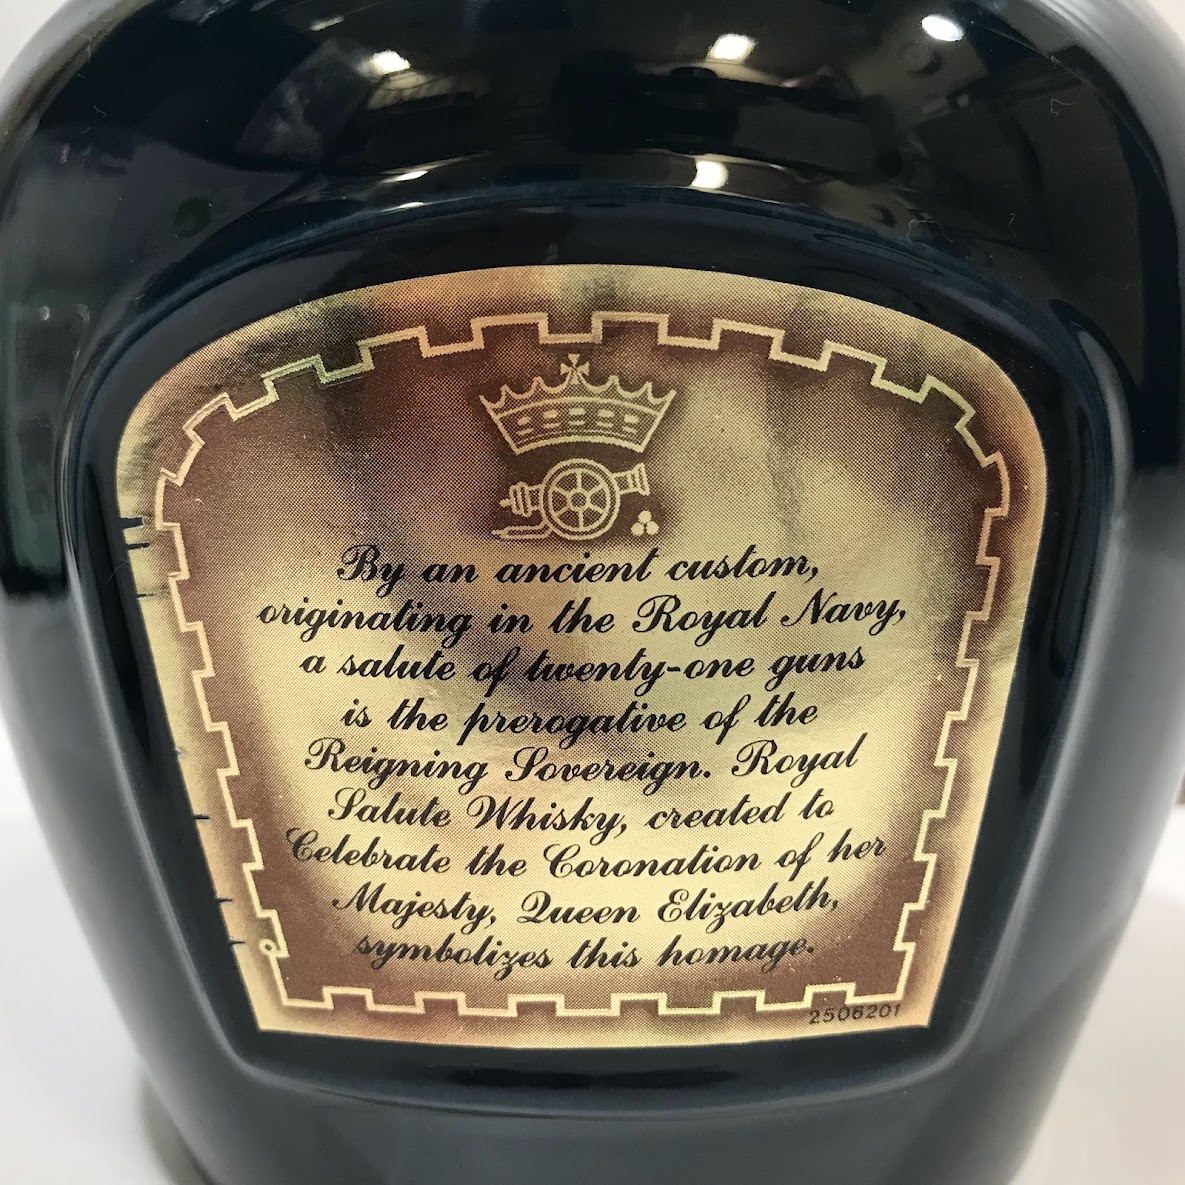 By an ancient custom,
originating in the Royal Navy,
a salute of twenty-one guns
is the prerogative of the
Reigning Sovereign. Royal
Salute Whisky, created to
Celebrate the Coronation of her
Majesty, Queen Elizabeth,
symbolizes this homage.
2506201